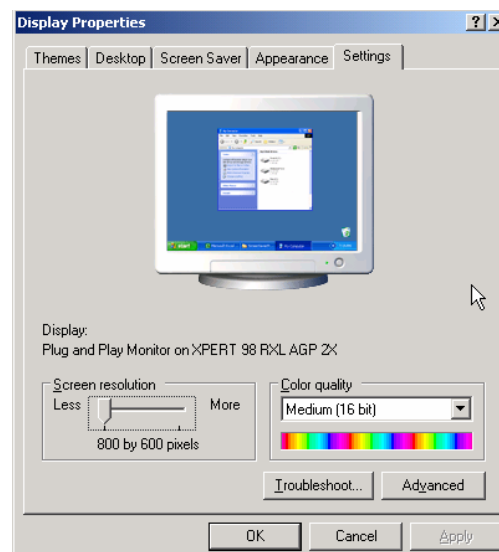 Display Properties
Themes Desktop Screen Saver Appearance Settings
Display:
Plug and Play Monitor on XPERT 98 RXL AGP 2X
Screen resolution
Less More
800 by 600 pixels
Color quality
Medium (16 bit)
Troubleshoot... Advanced
OK Cancel Apply